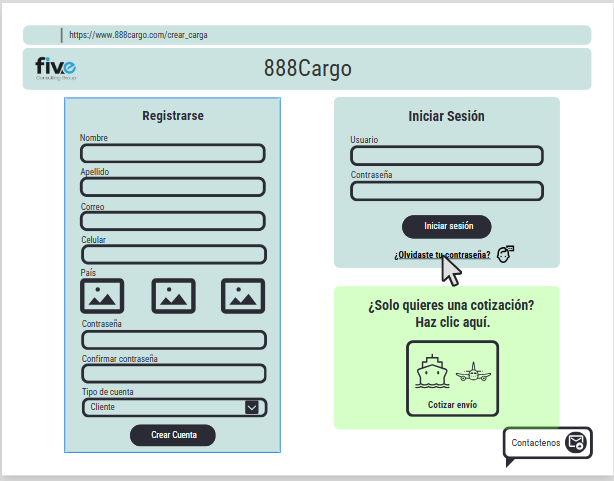 https://www.888cargo.com/crear_carga
five
Consulting Group
888Cargo
Registrarse
Nombre
Apellido
Correo
Celular
País
Contraseña
Confirmar contraseña
Tipo de cuenta
Cliente
Crear Cuenta
Iniciar Sesión
Usuario
Contraseña
Iniciar sesión
¿Olvidaste tu contraseña?
¿Solo quieres una cotización?
Haz clic aquí.
Cotizar envío
Contactenos